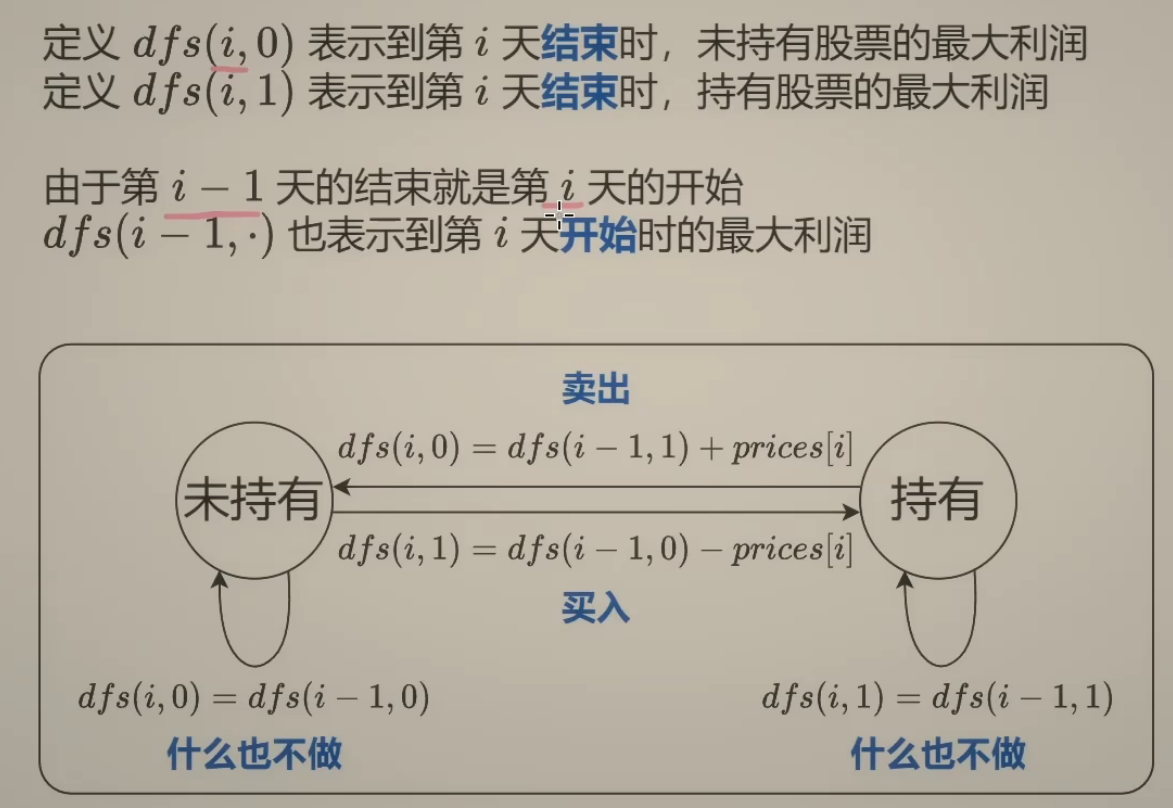 定义 dfs(i, 0) 表示到第 i 天结束时，未持有股票的最大利润
定义 dfs(i, 1) 表示到第 i 天结束时，持有股票的最大利润
由于第 i − 1 天的结束就是第 i 天的开始
dfs(i − 1, ·) 也表示到第 i 天开始时的最大利润
卖出
dfs(i, 0) = dfs(i − 1, 1) + prices[i]
未持有
持有
dfs(i, 1) = dfs(i − 1, 0) − prices[i]
买入
dfs(i, 0) = dfs(i − 1, 0)
dfs(i, 1) = dfs(i − 1, 1)
什么也不做
什么也不做